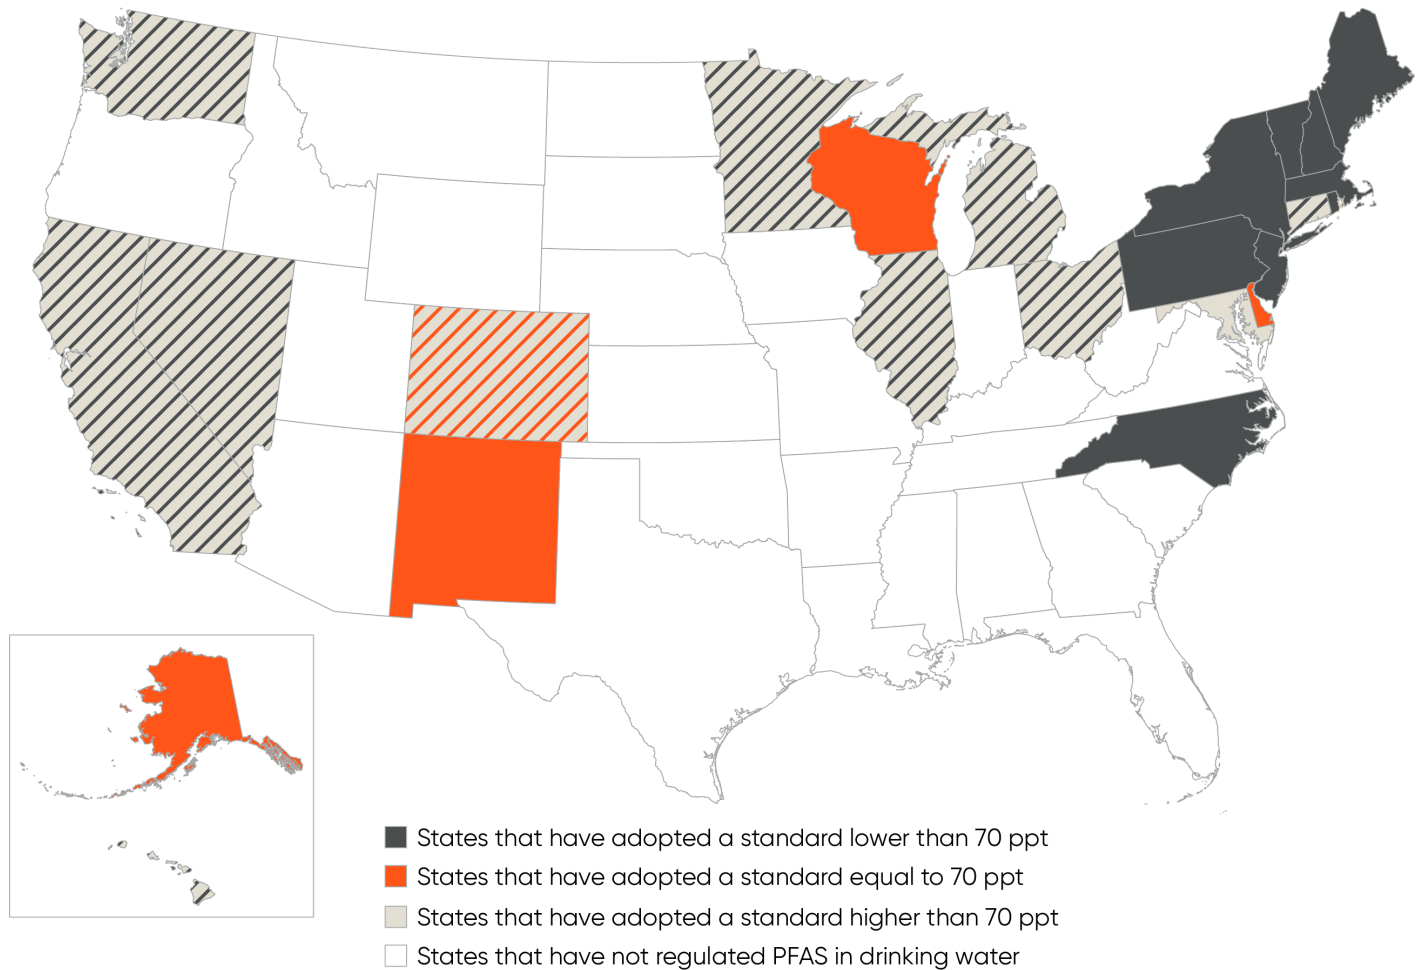 States that have adopted a standard lower than 70 ppt
States that have adopted a standard equal to 70 ppt
States that have adopted a standard higher than 70 ppt
States that have not regulated PFAS in drinking water